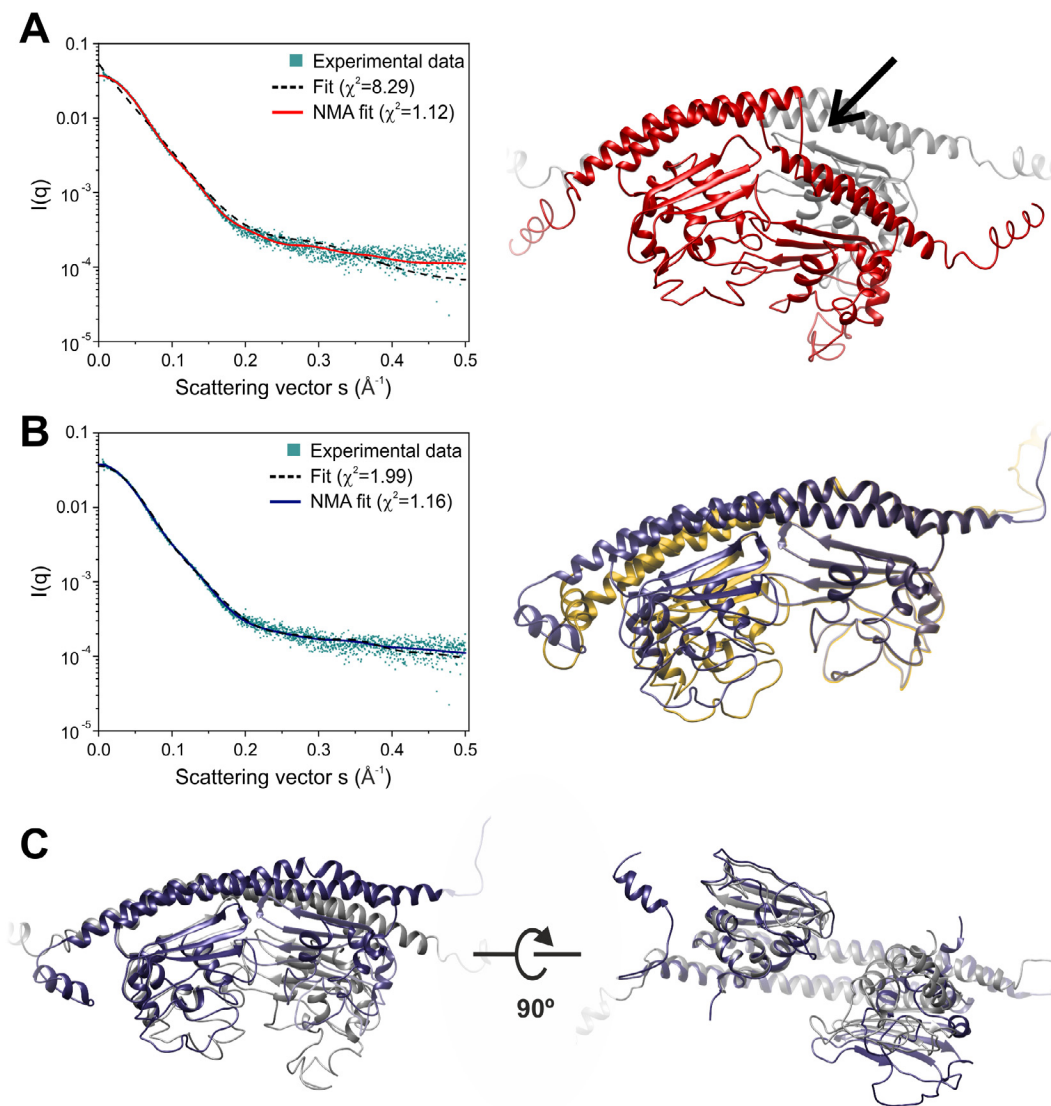 A
0.1
0.01
10⁻³
10⁻⁴
10⁻⁵
I(q)
Experimental data
Fit (χ²=8.29)
NMA fit (χ²=1.12)
0.0 0.1 0.2 0.3 0.4 0.5
Scattering vector s (Å⁻¹)
B
0.1
0.01
10⁻³
10⁻⁴
10⁻⁵
I(q)
Experimental data
Fit (χ²=1.99)
NMA fit (χ²=1.16)
0.0 0.1 0.2 0.3 0.4 0.5
Scattering vector s (Å⁻¹)
C
90º